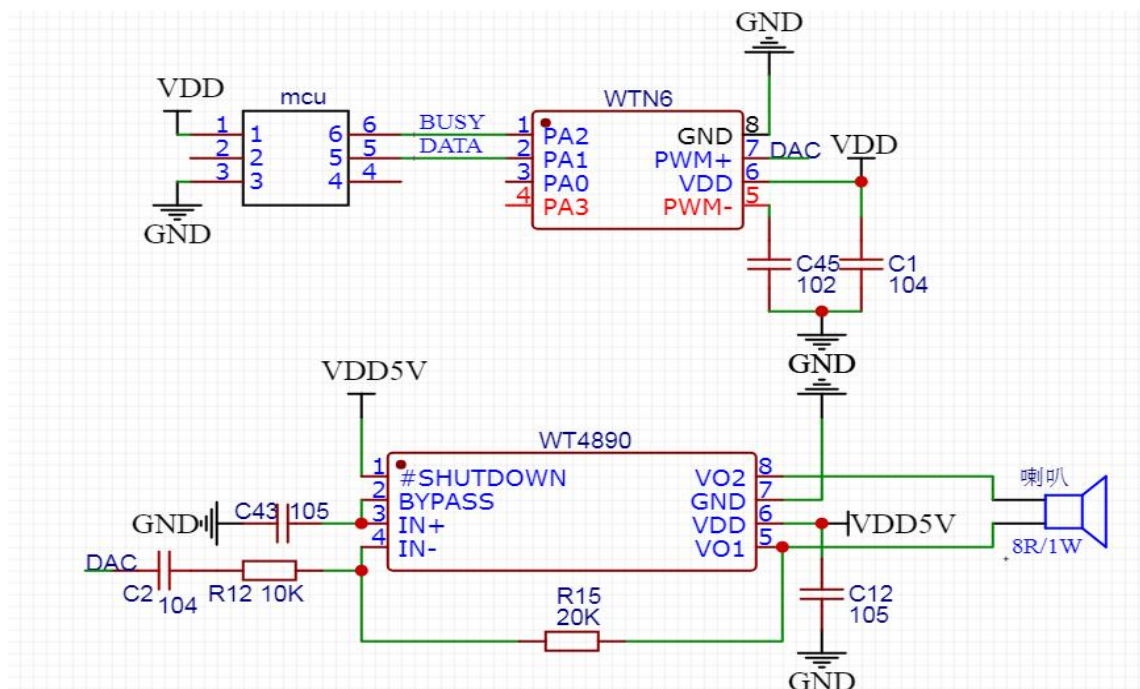 GND
VDD
mcu
WTN6
1 1 6 6 BUSY 1 PA2 GND 8
2 2 5 5 DATA 2 PA1 PWM+ 7 DAC VDD
3 3 4 4 3 PA0 VDD 6
4 PA3 PWM- 5
GND
C45 C1
102 104
GND
VDD5V
WT4890
1 #SHUTDOWN VO2 8 喇叭
2 BYPASS GND 7
GND C43 105 3 IN+ VDD 6 VDD5V
4 IN- VO1 5 8R/1W
DAC
C2 104 R12 10K
R15
20K
C12
105
GND